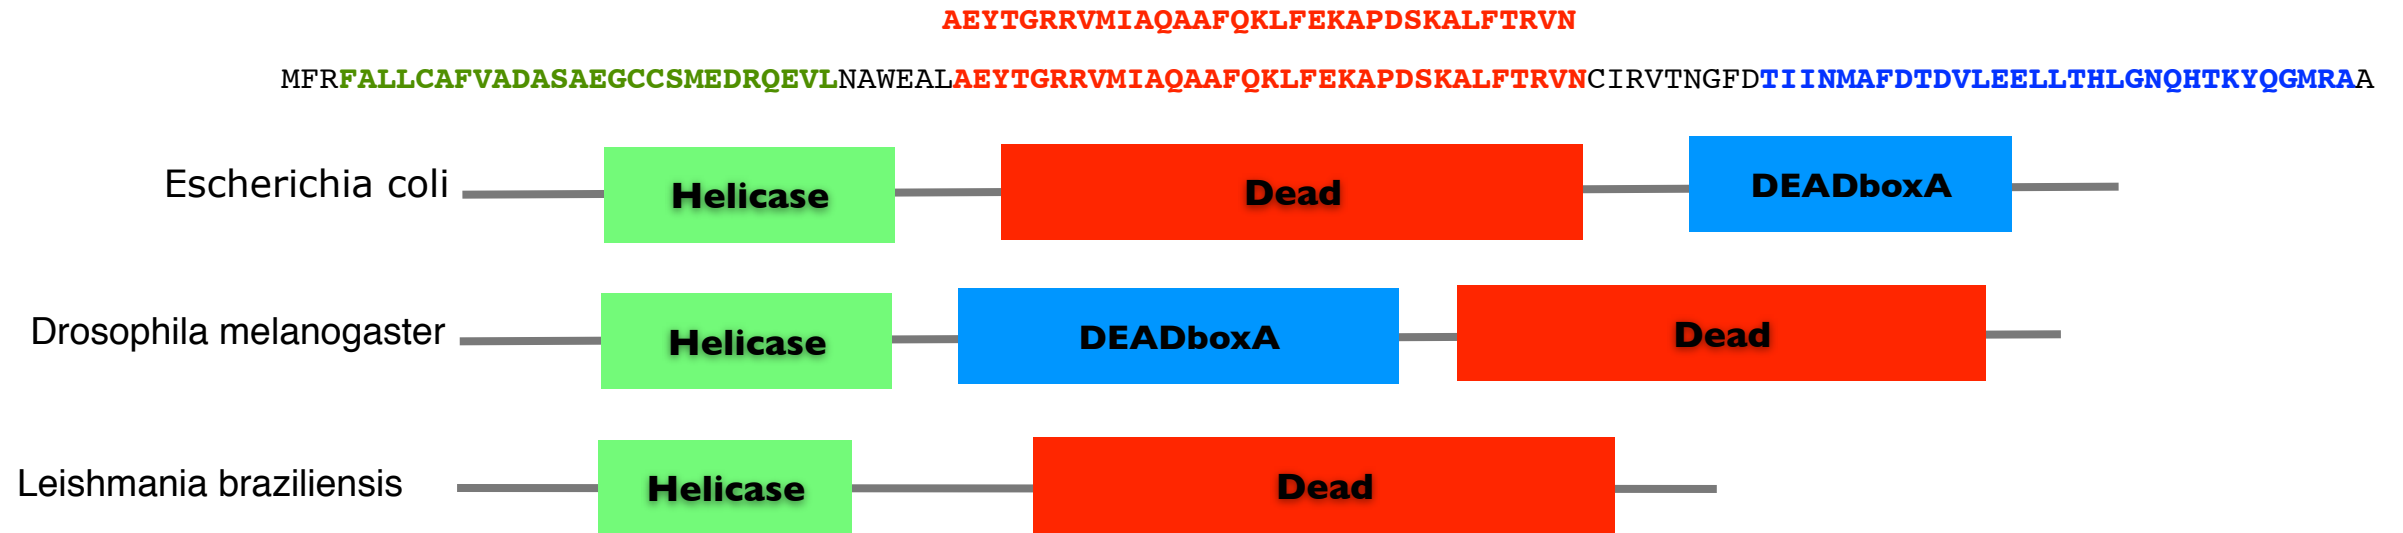 AEYTGRRVMIAQAAFQKLFEKAPDSKALFTRVN
MFRFALLCAFVADASAEGCCSMEDRQEVLNAWEALAEYTGRRVMIAQAAFQKLFEKAPDSKALFTRVNCIRVTNGFDTIINMAFDTDVLEELLTHLGNQHTKYQGMRAA
Escherichia coli Helicase Dead DEADboxA
Drosophila melanogaster Helicase DEADboxA Dead
Leishmania braziliensis Helicase Dead